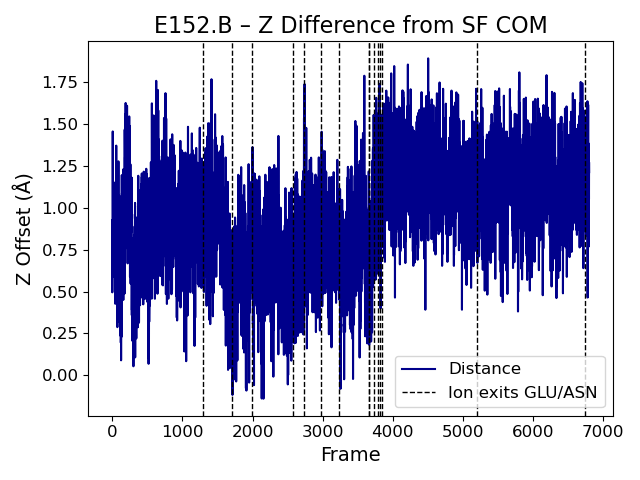 E152.B – Z Difference from SF COM
Z Offset (Å)
1.75
1.50
1.25
1.00
0.75
0.50
0.25
0.00
Distance
Ion exits GLU/ASN
0 1000 2000 3000 4000 5000 6000 7000
Frame